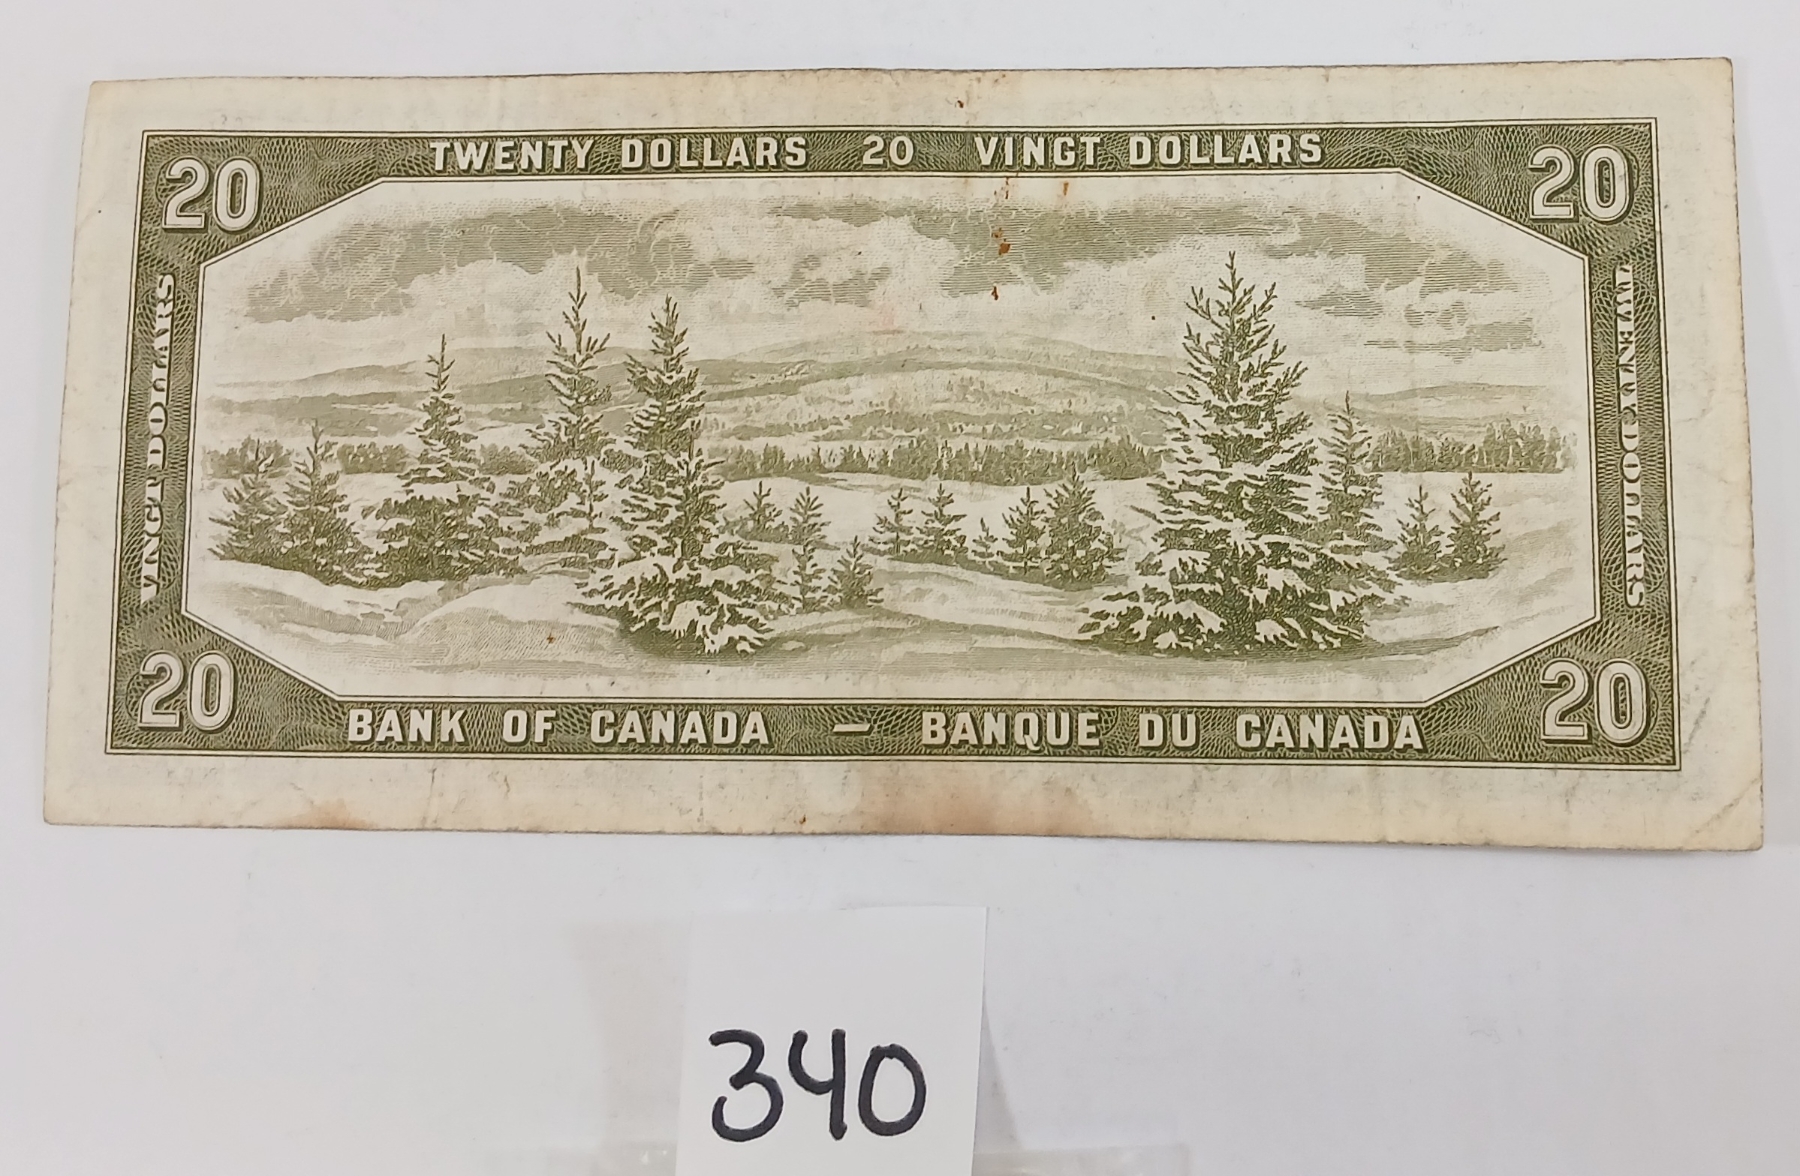 TWENTY DOLLARS 20 VINGT DOLLARS
20
20
VINGT DOLLARS
TWENTY DOLLARS
20
20
BANK OF CANADA — BANQUE DU CANADA
340